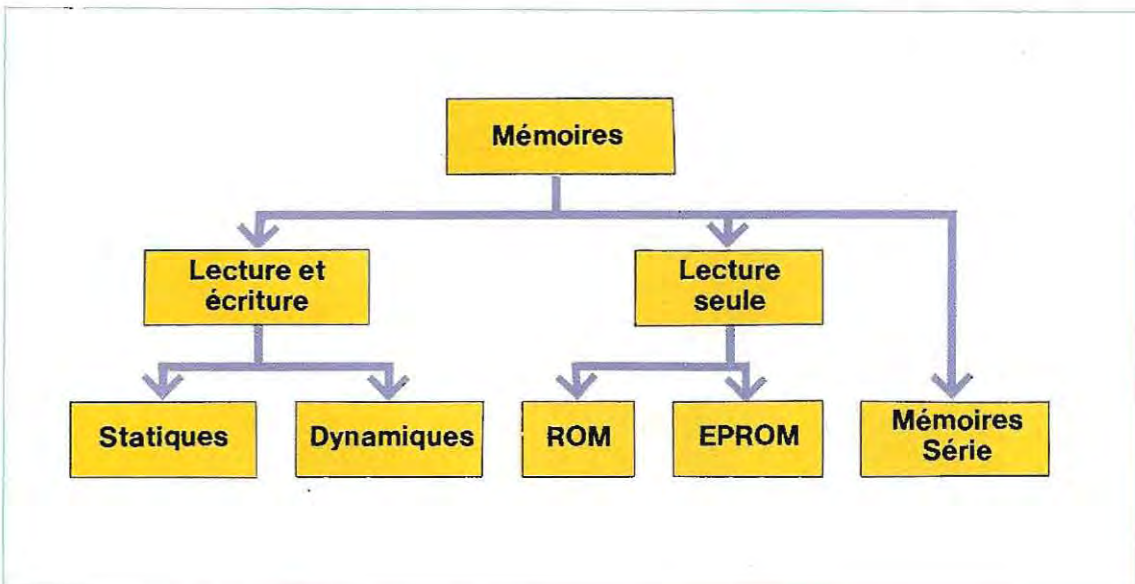 Mémoires
Lecture et
écriture
Lecture
seule
Statiques
Dynamiques
ROM
EPROM
Mémoires
Série